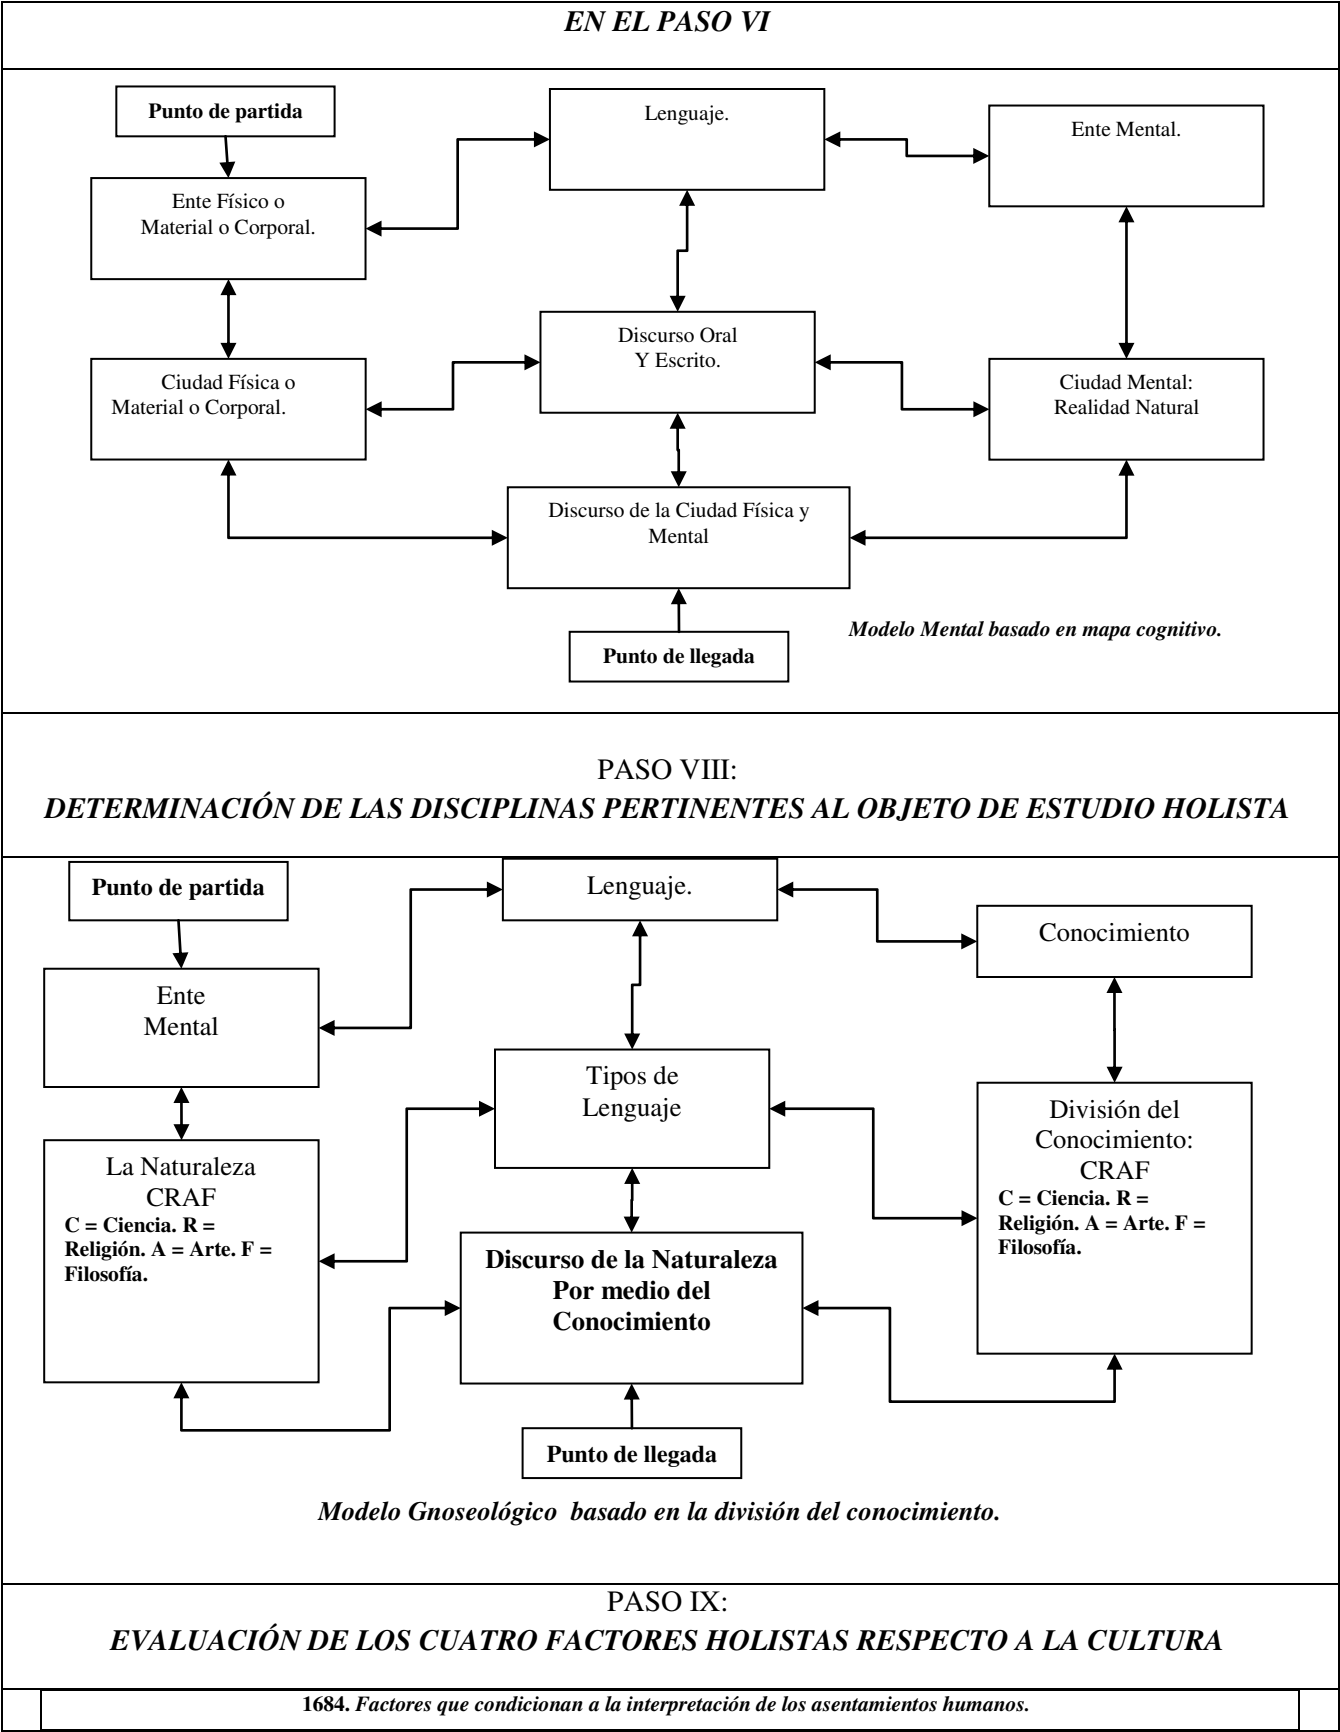 EN EL PASO VI
Punto de partida
Lenguaje.
Ente Mental.
Ente Físico o
Material o Corporal.
Discurso Oral
Y Escrito.
Ciudad Física o
Material o Corporal.
Ciudad Mental:
Realidad Natural
Discurso de la Ciudad Física y
Mental
Modelo Mental basado en mapa cognitivo.
Punto de llegada
PASO VIII:
DETERMINACIÓN DE LAS DISCIPLINAS PERTINENTES AL OBJETO DE ESTUDIO HOLISTA
Punto de partida
Lenguaje.
Conocimiento
Ente
Mental
Tipos de
Lenguaje
División del
Conocimiento:
CRAF
C = Ciencia. R =
Religión. A = Arte. F =
Filosofía.
La Naturaleza
CRAF
C = Ciencia. R =
Religión. A = Arte. F =
Filosofía.
Discurso de la Naturaleza
Por medio del
Conocimiento
Punto de llegada
Modelo Gnoseológico  basado en la división del conocimiento.
PASO IX:
EVALUACIÓN DE LOS CUATRO FACTORES HOLISTAS RESPECTO A LA CULTURA
1684. Factores que condicionan a la interpretación de los asentamientos humanos.